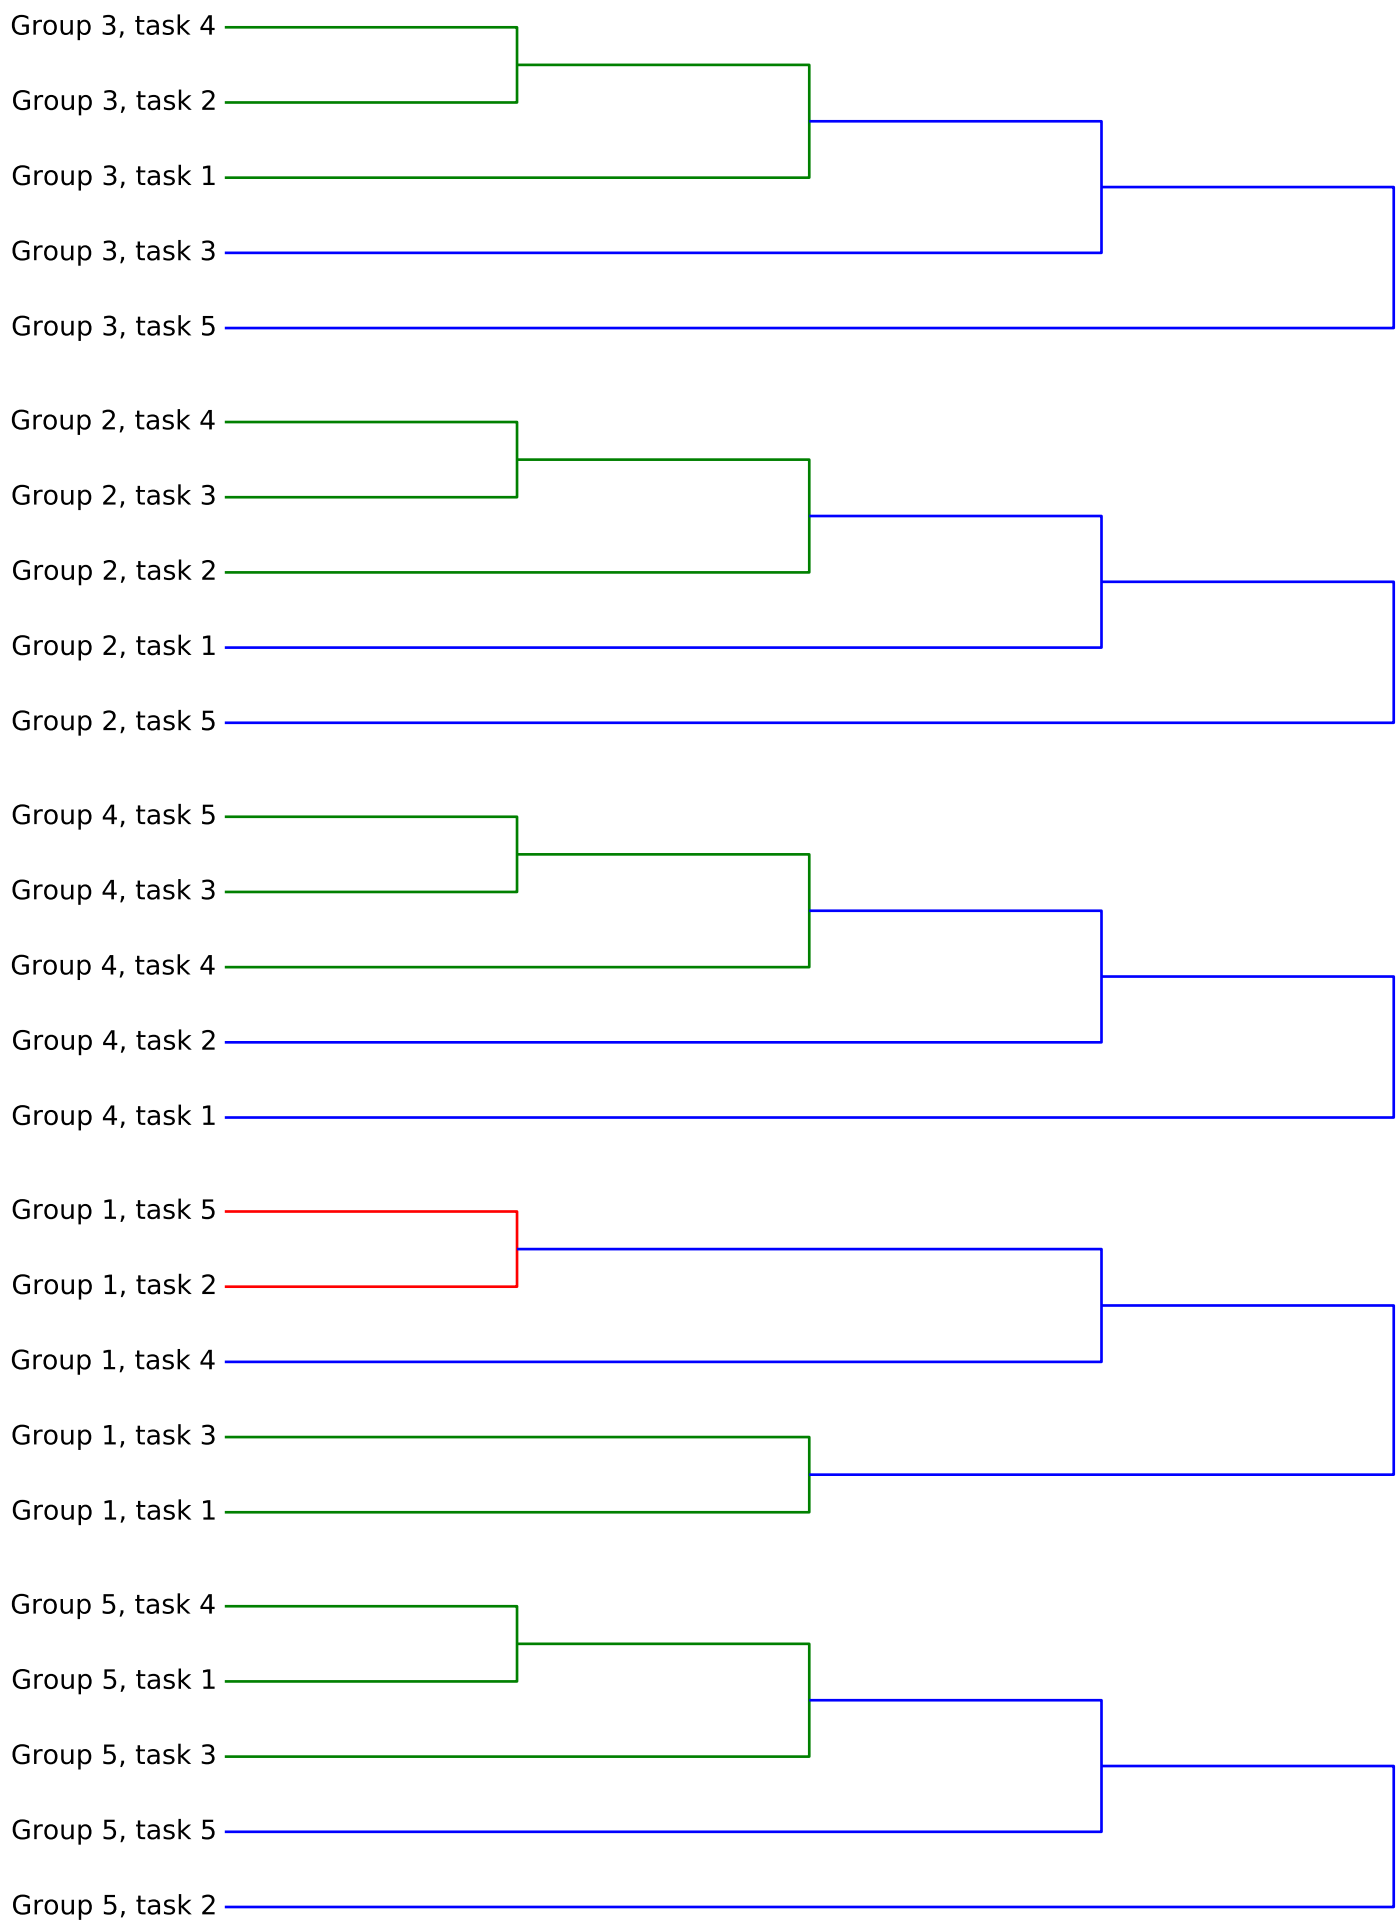 Group 3, task 4
Group 3, task 2
Group 3, task 1
Group 3, task 3
Group 3, task 5
Group 2, task 4
Group 2, task 3
Group 2, task 2
Group 2, task 1
Group 2, task 5
Group 4, task 5
Group 4, task 3
Group 4, task 4
Group 4, task 2
Group 4, task 1
Group 1, task 5
Group 1, task 2
Group 1, task 4
Group 1, task 3
Group 1, task 1
Group 5, task 4
Group 5, task 1
Group 5, task 3
Group 5, task 5
Group 5, task 2